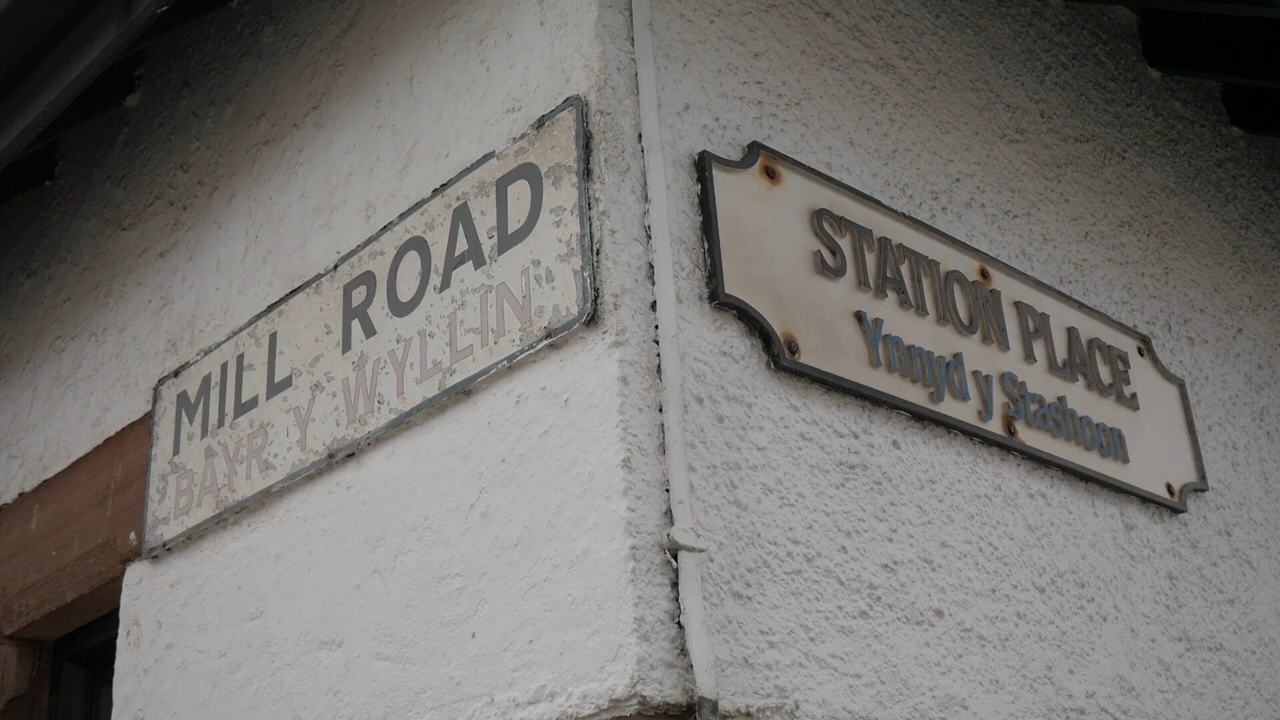 MILL ROAD
BAYR Y WYLLIN
STATION PLACE
Ynnyd y Stashoon